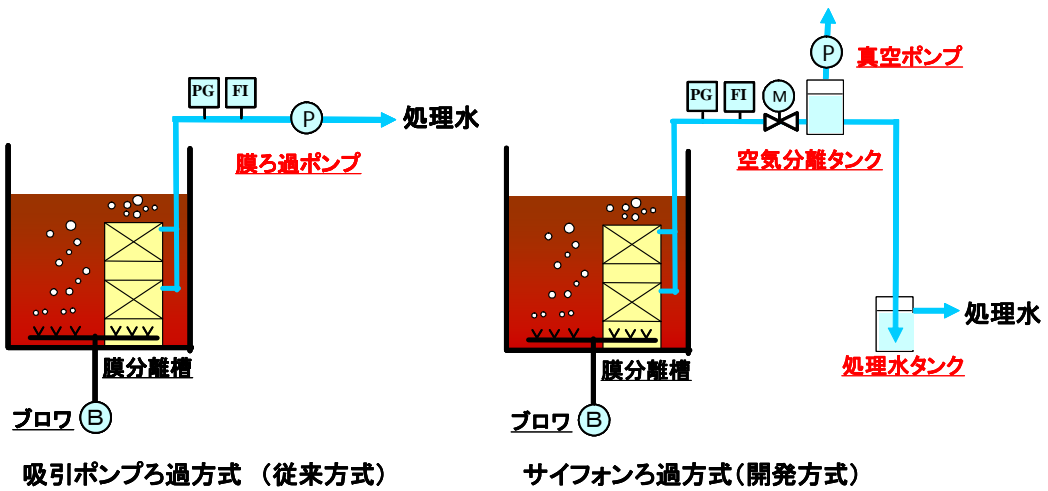 PG
FI
P
処理水
膜ろ過ポンプ
膜分離槽
ブロワ
B
吸引ポンプろ過方式 （従来方式）
P
真空ポンプ
PG
FI
M
空気分離タンク
処理水
処理水タンク
膜分離槽
ブロワ
B
サイフォンろ過方式（開発方式）